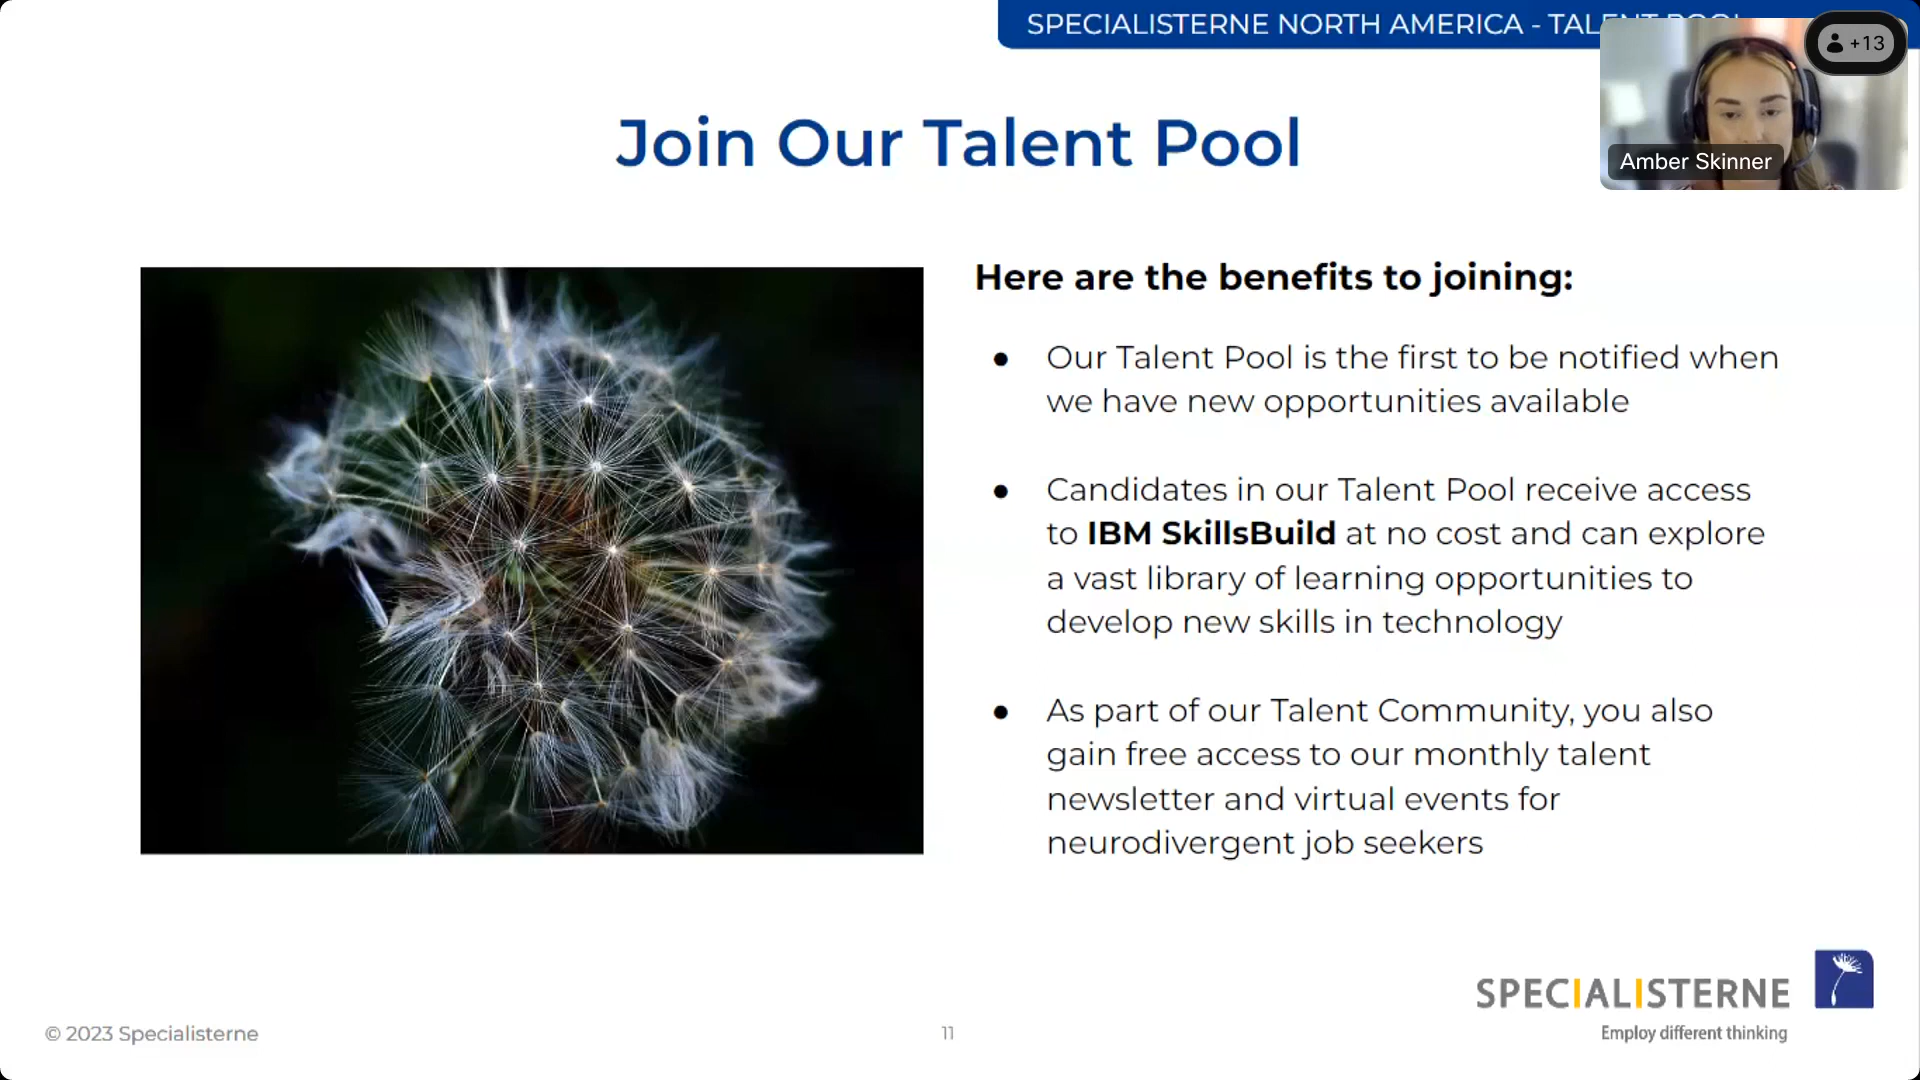 SPECIALISTERNE NORTH AMERICA - TALENT POOL
+13
Amber Skinner
Join Our Talent Pool
Here are the benefits to joining:
● Our Talent Pool is the first to be notified when
we have new opportunities available
● Candidates in our Talent Pool receive access
to IBM SkillsBuild at no cost and can explore
a vast library of learning opportunities to
develop new skills in technology
● As part of our Talent Community, you also
gain free access to our monthly talent
newsletter and virtual events for
neurodivergent job seekers
SPECIALISTERNE
Employ different thinking
© 2023 Specialisterne
11